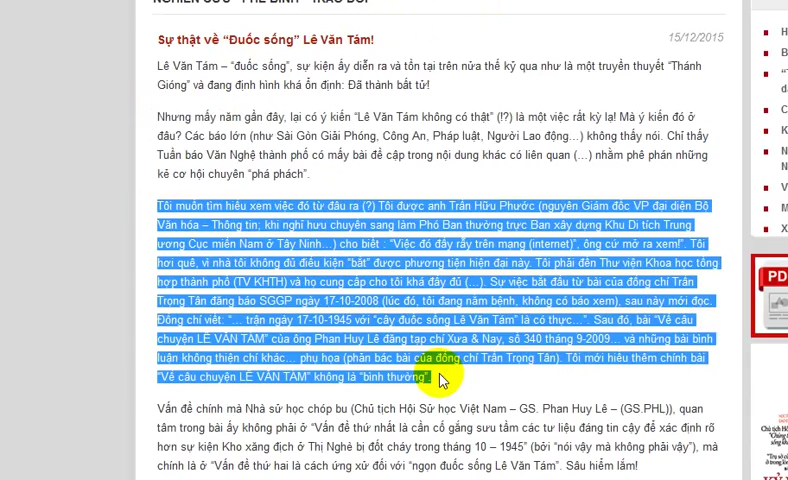 Sự thật về “Đuốc sống” Lê Văn Tám!
15/12/2015
Lê Văn Tám – “đuốc sống”, sự kiện ấy diễn ra và tồn tại trên nửa thế kỷ qua như là một truyền thuyết “Thánh
Gióng” và đang định hình khá ổn định: Đã thành bất tử!
Nhưng mấy năm gần đây, lại có ý kiến “Lê Văn Tám không có thật” (!?) là một việc rất kỳ lạ! Mà ý kiến đó ở
đâu? Các báo lớn (như Sài Gòn Giải Phóng, Công An, Pháp luật, Người Lao động…) không thấy nói. Chỉ thấy
Tuần báo Văn Nghệ thành phố có mấy bài đề cập trong nội dung khác có liên quan (…) nhằm phê phán những
kẻ cơ hội chuyên “phá phách”.
Tôi muốn tìm hiểu xem việc đó từ đâu ra (?) Tôi được anh Trần Hữu Phước (nguyên Giám đốc VP đại diện Bộ
Văn hóa – Thông tin; khi nghỉ hưu chuyên sang làm Phó Ban thường trực Ban xây dựng Khu Di tích Trung
ương Cục miền Nam ở Tây Ninh…) cho biết : “Việc đó đầy rẫy trên mạng (internet)”, ông cứ mở ra xem!”. Tôi
hơi quê, vì nhà tôi không đủ điều kiện “bắt” được phương tiện hiện đại này. Tôi phải đến Thư viện Khoa học tổng
hợp thành phố (TV KHTH) và họ cung cấp cho tôi khá đầy đủ (…). Sự việc bắt đầu từ bài của đồng chí Trần
Trọng Tân đăng báo SGGP ngày 17-10-2008 (lúc đó, tôi đang nằm bệnh, không có báo xem), sau này mới đọc.
Đồng chí viết: “… trận ngày 17-10-1945 với “cây đuốc sống Lê Văn Tám” là có thực…”. Sau đó, bài “Về câu
chuyện LÊ VĂN TÁM” của ông Phan Huy Lê đăng tạp chí Xưa & Nay, số 340 tháng 9-2009… và những bài bình
luận không thiện chí khác… phụ họa (phản bác bài của đồng chí Trần Trọng Tân). Tôi mới hiểu thêm chính bài
“Về câu chuyện LÊ VĂN TÁM” không là “bình thường”.
Vấn đề chính mà Nhà sử học chóp bu (Chủ tịch Hội Sử học Việt Nam – GS. Phan Huy Lê – (GS.PHL)), quan
tâm trong bài ấy không phải ở “Vấn đề thứ nhất là cần cố gắng sưu tầm các tư liệu đáng tin cậy để xác định rõ
hơn sự kiện Kho xăng địch ở Thị Nghè bị đốt cháy trong tháng 10 – 1945” (bởi “nói vậy mà không phải vậy”), mà
chính là ở “Vấn đề thứ hai là cách ứng xử đối với “ngọn đuốc sống Lê Văn Tám”. Sâu hiểm lắm!
PD